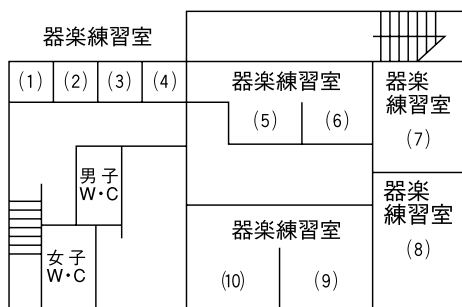 器楽練習室
(1) (2) (3) (4)
器楽練習室
(5) (6)
器楽
練習室
(7)
男子
W・C
器楽
練習室
(8)
女子
W・C
器楽練習室
(10) (9)